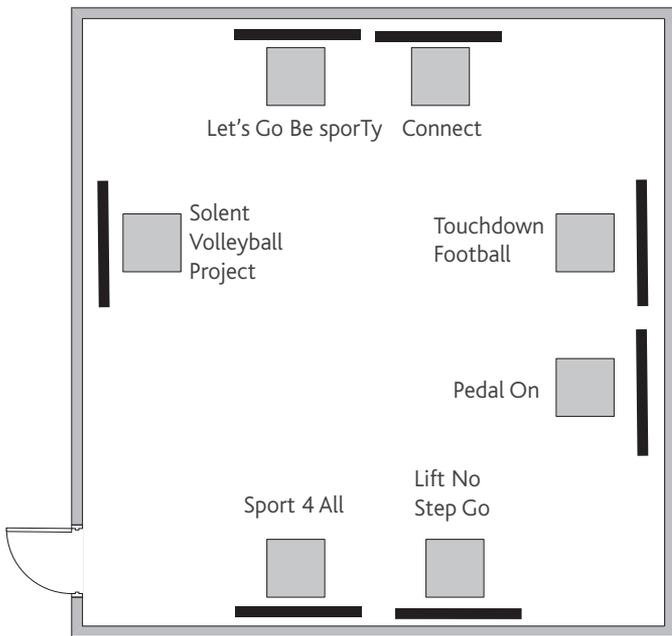 Let's Go Be sporTy
Connect
Solent
Volleyball
Project
Touchdown
Football
Pedal On
Lift No
Step Go
Sport 4 All